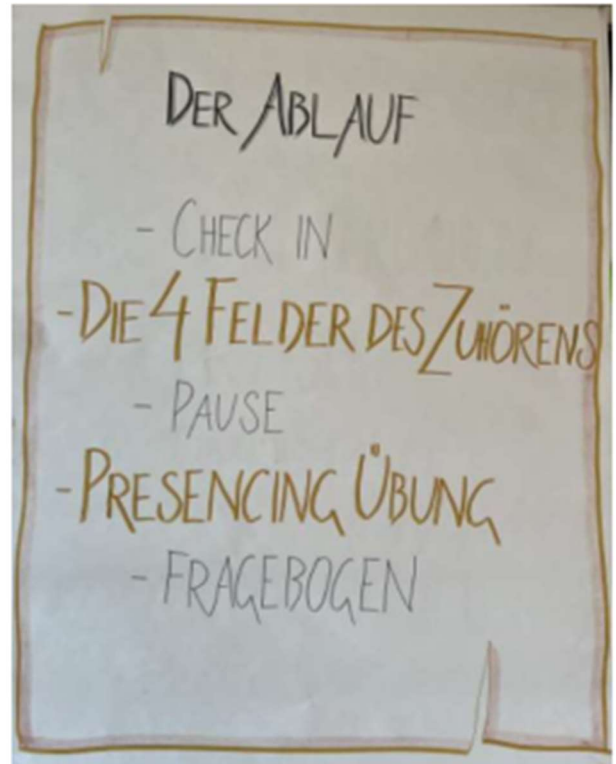 DER ABLAUF
- CHECK IN
- DIE 4 FELDER DES ZUHÖRENS
- PAUSE
- PRESENCING ÜBUNG
- FRAGEBOGEN